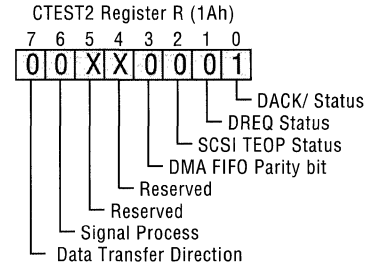 CTEST2 Register R (1Ah)
7 6 5 4 3 2 1 0
0 0 X X 0 0 0 1
DACK/ Status
DREQ Status
SCSI TEOP Status
DMA FIFO Parity bit
Reserved
Reserved
Signal Process
Data Transfer Direction